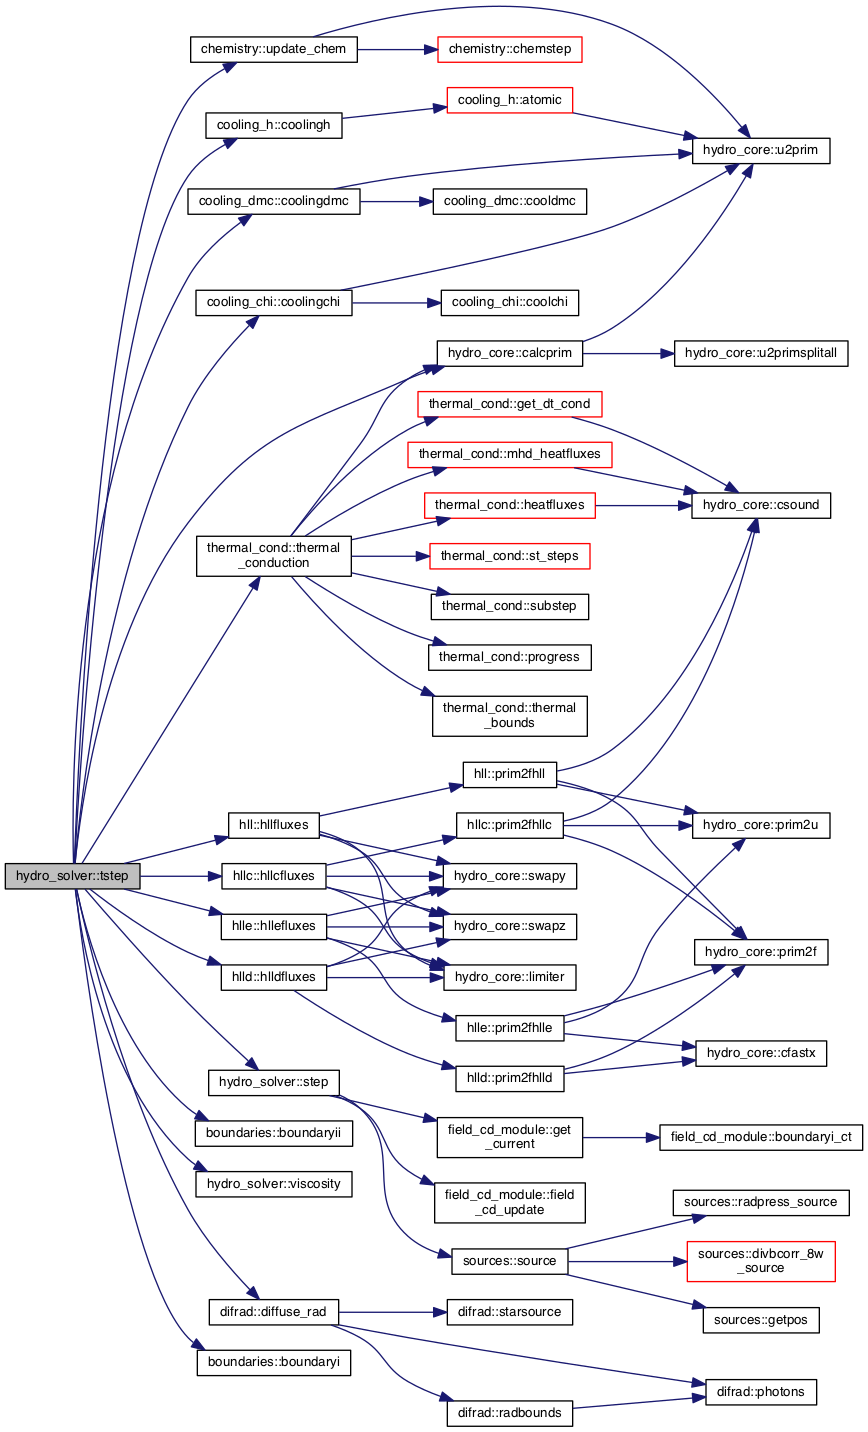 chemistry::update_chem
chemistry::chemstep
cooling_h::atomic
cooling_h::coolingh
hydro_core::u2prim
cooling_dmc::coolingdmc
cooling_dmc::cooldmc
cooling_chi::coolingchi
cooling_chi::coolchi
hydro_core::calcprim
hydro_core::u2primsplitall
thermal_cond::get_dt_cond
thermal_cond::mhd_heatfluxes
thermal_cond::heatfluxes
hydro_core::csound
thermal_cond::thermal
_conduction
thermal_cond::st_steps
thermal_cond::substep
thermal_cond::progress
thermal_cond::thermal
_bounds
hll::prim2fhll
hll::hllfluxes
hllc::prim2fhllc
hydro_core::prim2u
hydro_solver::tstep
hllc::hllcfluxes
hydro_core::swapy
hlle::hllefluxes
hydro_core::swapz
hydro_core::prim2f
hlld::hlldfluxes
hydro_core::limiter
hlle::prim2fhlle
hydro_core::cfastx
hydro_solver::step
hlld::prim2fhlld
boundaries::boundaryii
field_cd_module::get
_current
field_cd_module::boundaryi_ct
hydro_solver::viscosity
field_cd_module::field
_cd_update
sources::radpress_source
sources::source
sources::divbcorr_8w
_source
difrad::diffuse_rad
difrad::starsource
sources::getpos
boundaries::boundaryi
difrad::photons
difrad::radbounds